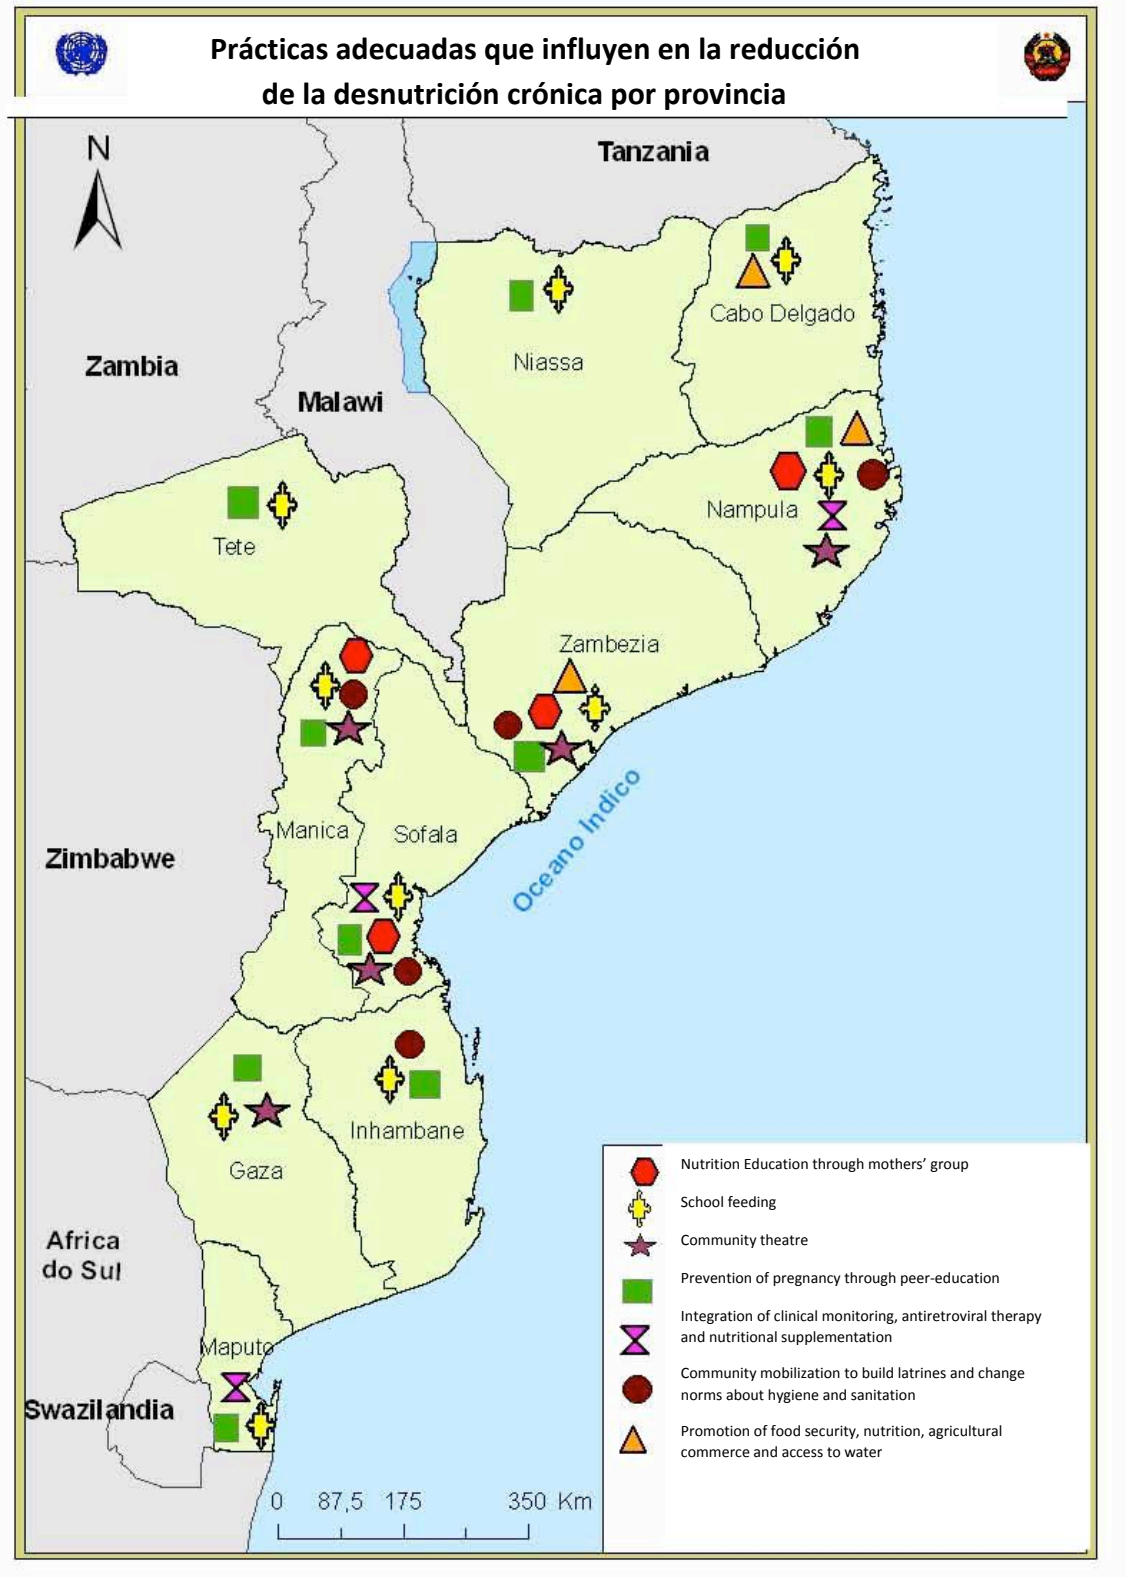 Prácticas adecuadas que influyen en la reducción
de la desnutrición crónica por provincia
N
Tanzania
Cabo Delgado
Niassa
Zambia
Malawi
Nampula
Tete
Zambezia
Manica
Sofala
Zimbabwe
Oceano Indico
Inhambane
Gaza
Africa
do Sul
Maputo
Swazilandia
0 87,5 175 350 Km
Nutrition Education through mothers’ group
School feeding
Community theatre
Prevention of pregnancy through peer-education
Integration of clinical monitoring, antiretroviral therapy
and nutritional supplementation
Community mobilization to build latrines and change
norms about hygiene and sanitation
Promotion of food security, nutrition, agricultural
commerce and access to water